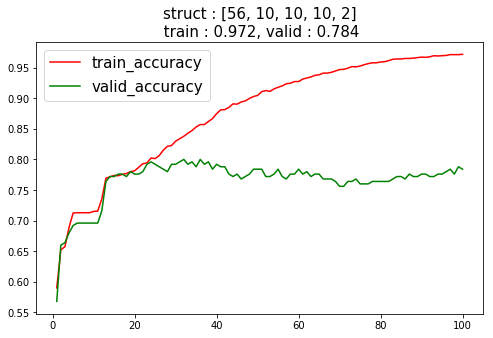 struct : [56, 10, 10, 10, 2]
train : 0.972, valid : 0.784
train_accuracy
valid_accuracy
0.95
0.90
0.85
0.80
0.75
0.70
0.65
0.60
0.55
0 20 40 60 80 100